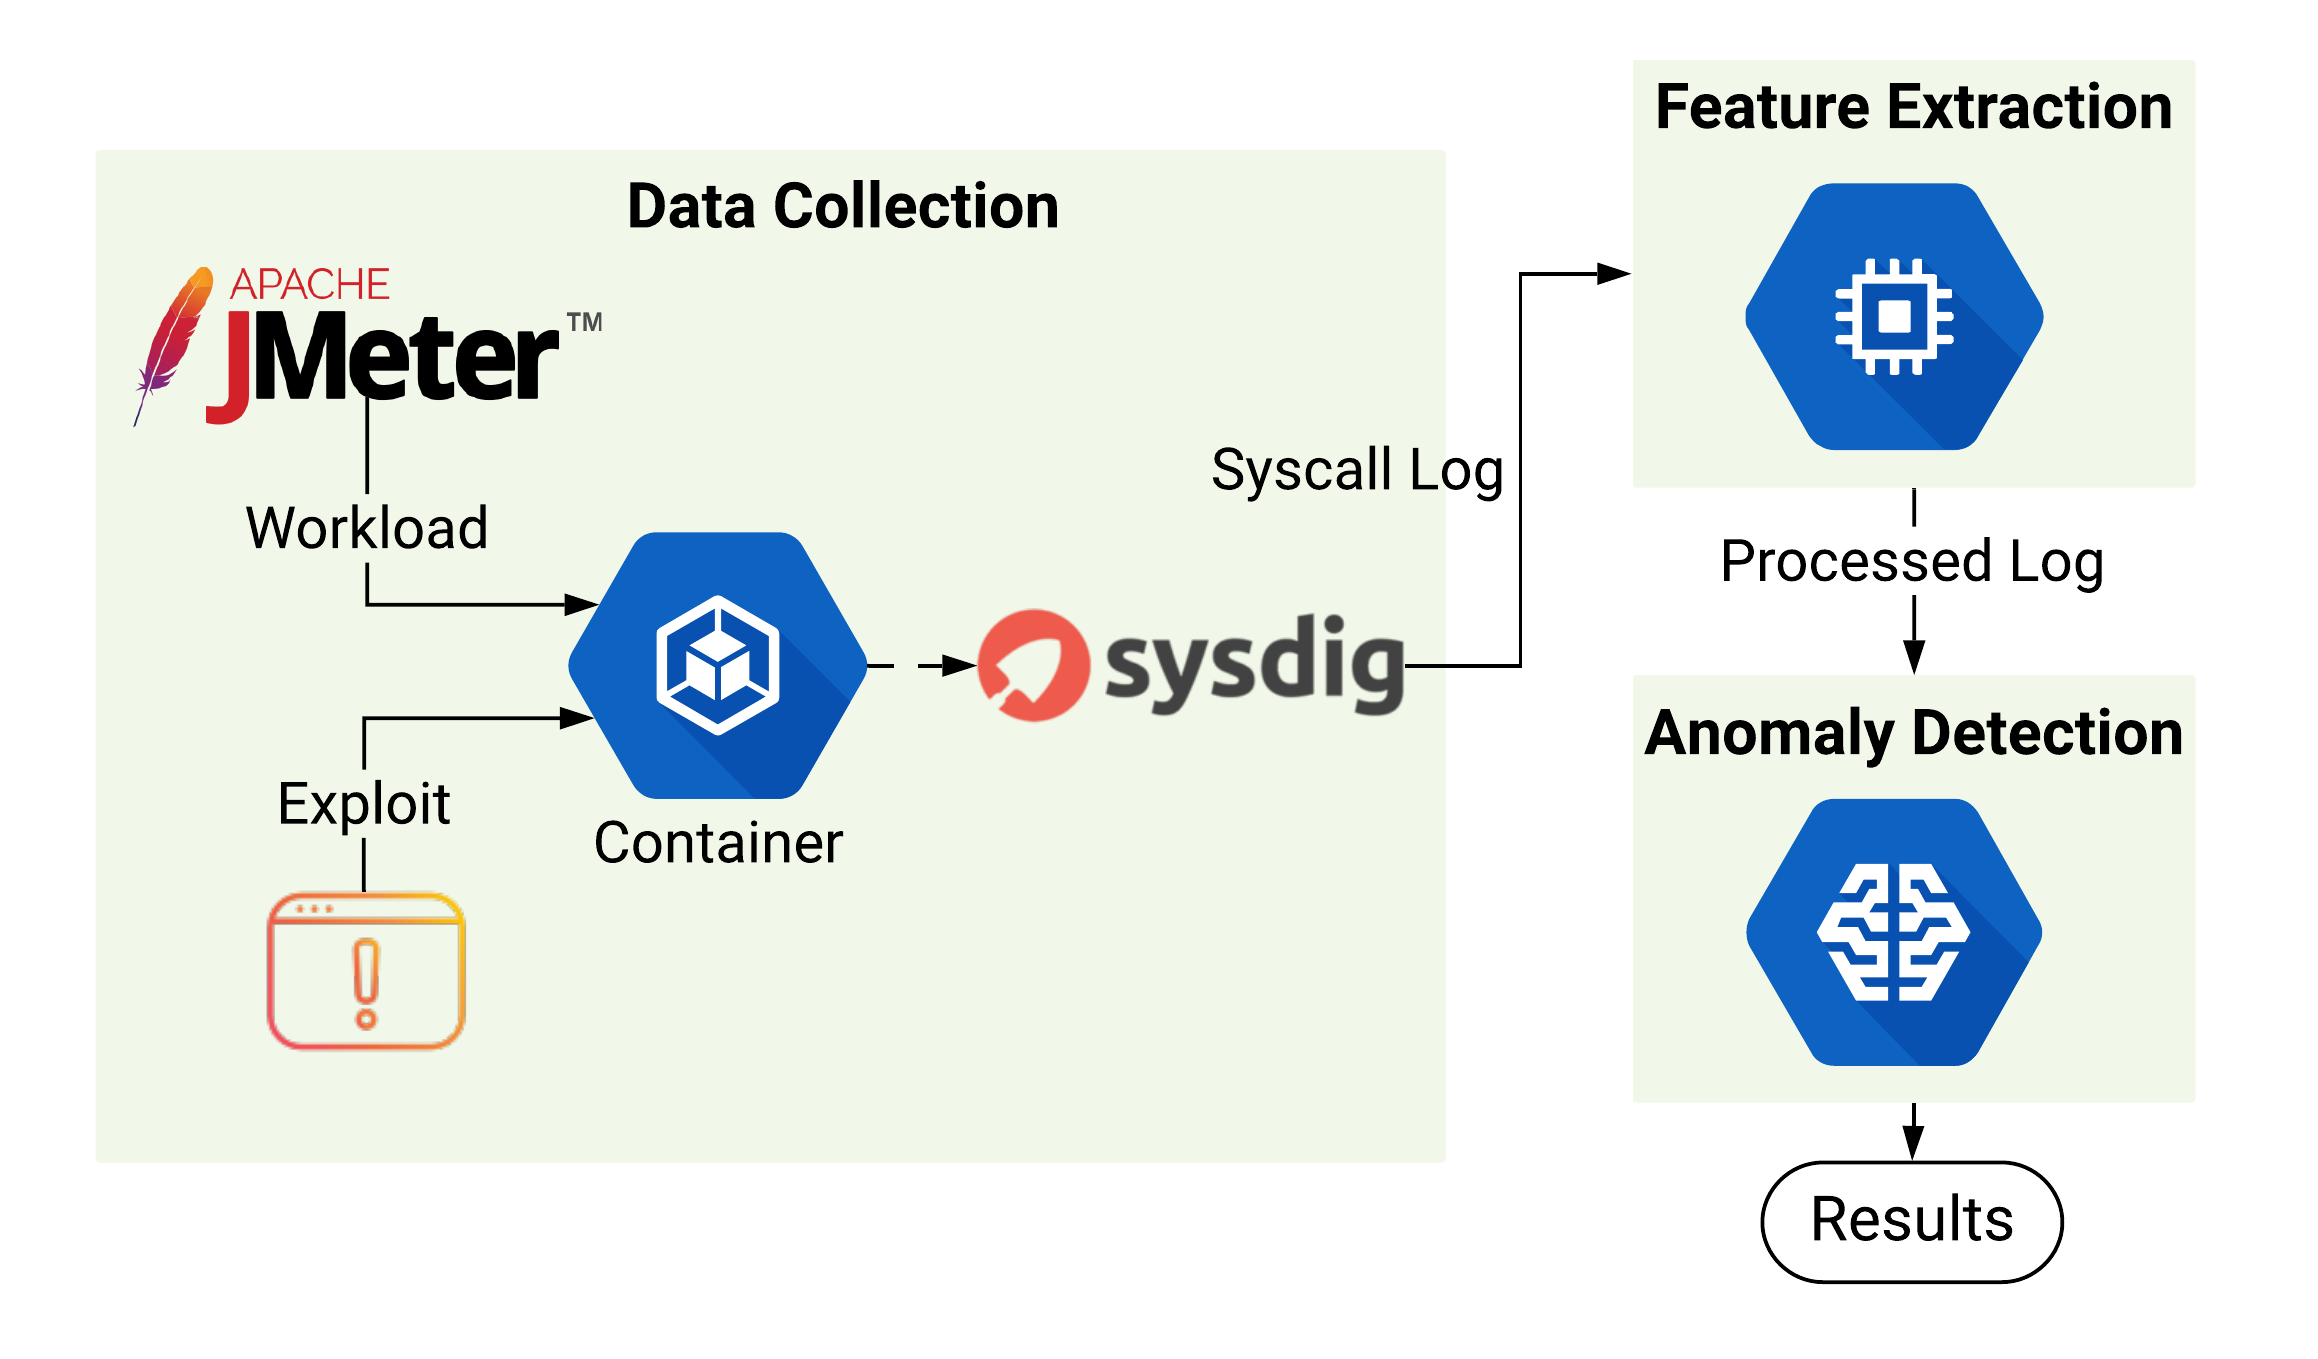 Data Collection
APACHE
JMeter™
Workload
Exploit
Container
sysdig
Syscall Log
Feature Extraction
Processed Log
Anomaly Detection
Results